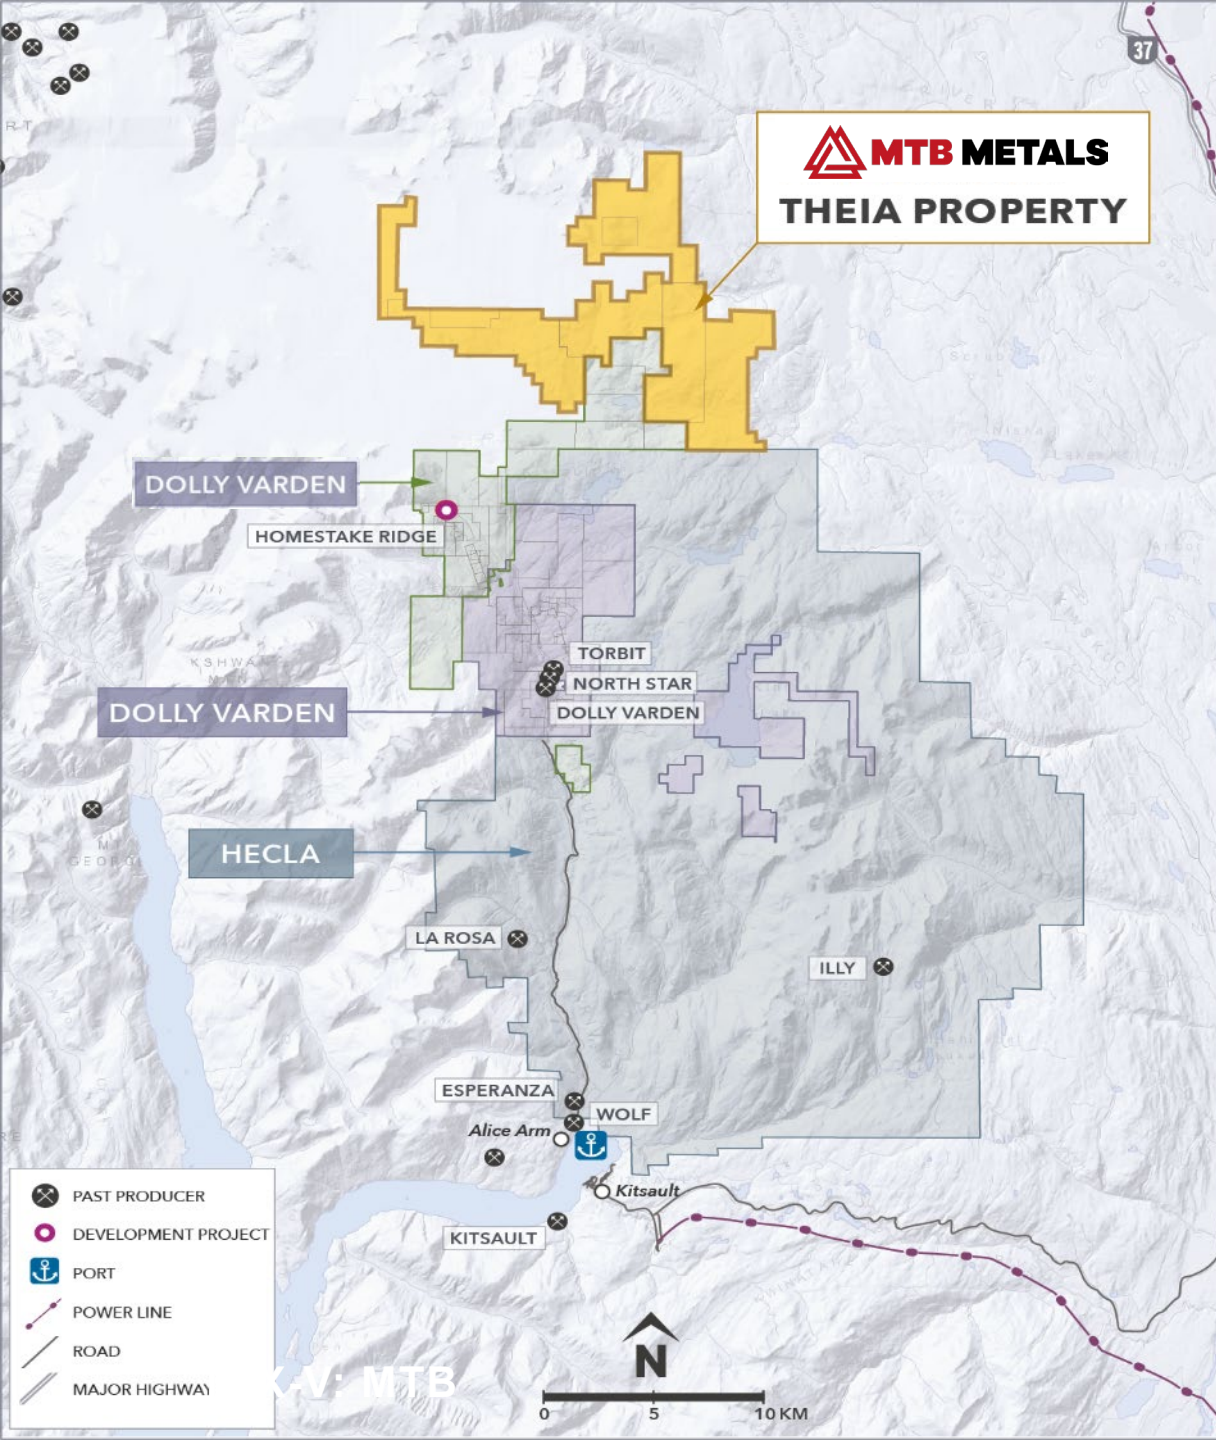 37
MTB METALS
THEIA PROPERTY
DOLLY VARDEN
HOMESTAKE RIDGE
TORBIT
NORTH STAR
DOLLY VARDEN
DOLLY VARDEN
HECLA
LA ROSA
ILLY
ESPERANZA
WOLF
Alice Arm
Kitsault
KITSAULT
PAST PRODUCER
DEVELOPMENT PROJECT
PORT
POWER LINE
ROAD
MAJOR HIGHWAY
X-V: MTB
N
0 5 10 KM